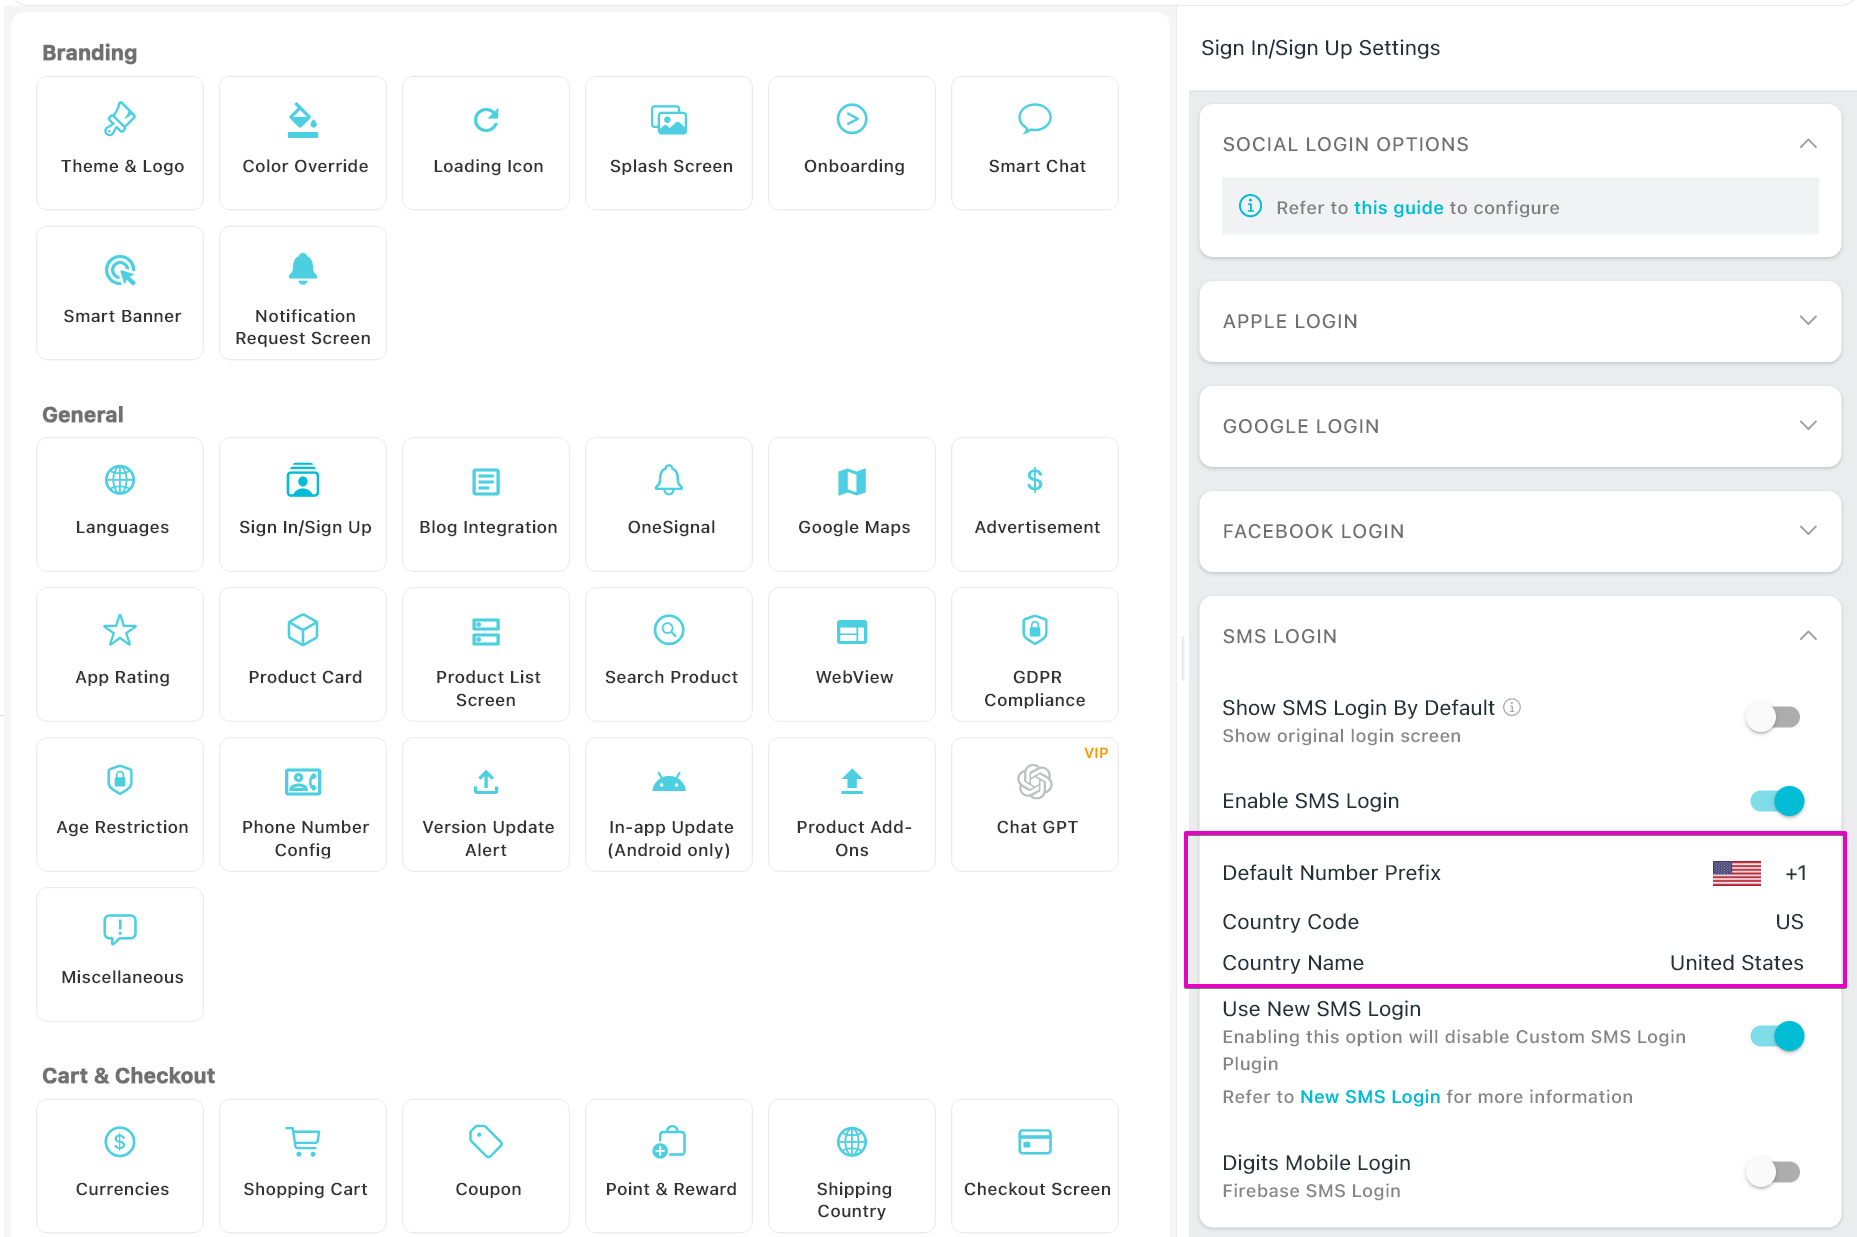 Branding
Theme & Logo
Color Override
Loading Icon
Splash Screen
Onboarding
Smart Chat
Smart Banner
Notification
Request Screen
General
Languages
Sign In/Sign Up
Blog Integration
OneSignal
Google Maps
$
Advertisement
App Rating
Product Card
Product List
Screen
Search Product
WebView
GDPR
Compliance
Age Restriction
Phone Number
Config
Version Update
Alert
In-app Update
(Android only)
Product Add-
Ons
VIP
Chat GPT
Miscellaneous
Cart & Checkout
$
Currencies
Shopping Cart
Coupon
Point & Reward
Shipping
Country
Checkout Screen
Sign In/Sign Up Settings
SOCIAL LOGIN OPTIONS
Refer to this guide to configure
APPLE LOGIN
GOOGLE LOGIN
FACEBOOK LOGIN
SMS LOGIN
Show SMS Login By Default
Show original login screen
Enable SMS Login
Default Number Prefix +1
Country Code US
Country Name United States
Use New SMS Login
Enabling this option will disable Custom SMS Login
Plugin
Refer to New SMS Login for more information
Digits Mobile Login
Firebase SMS Login